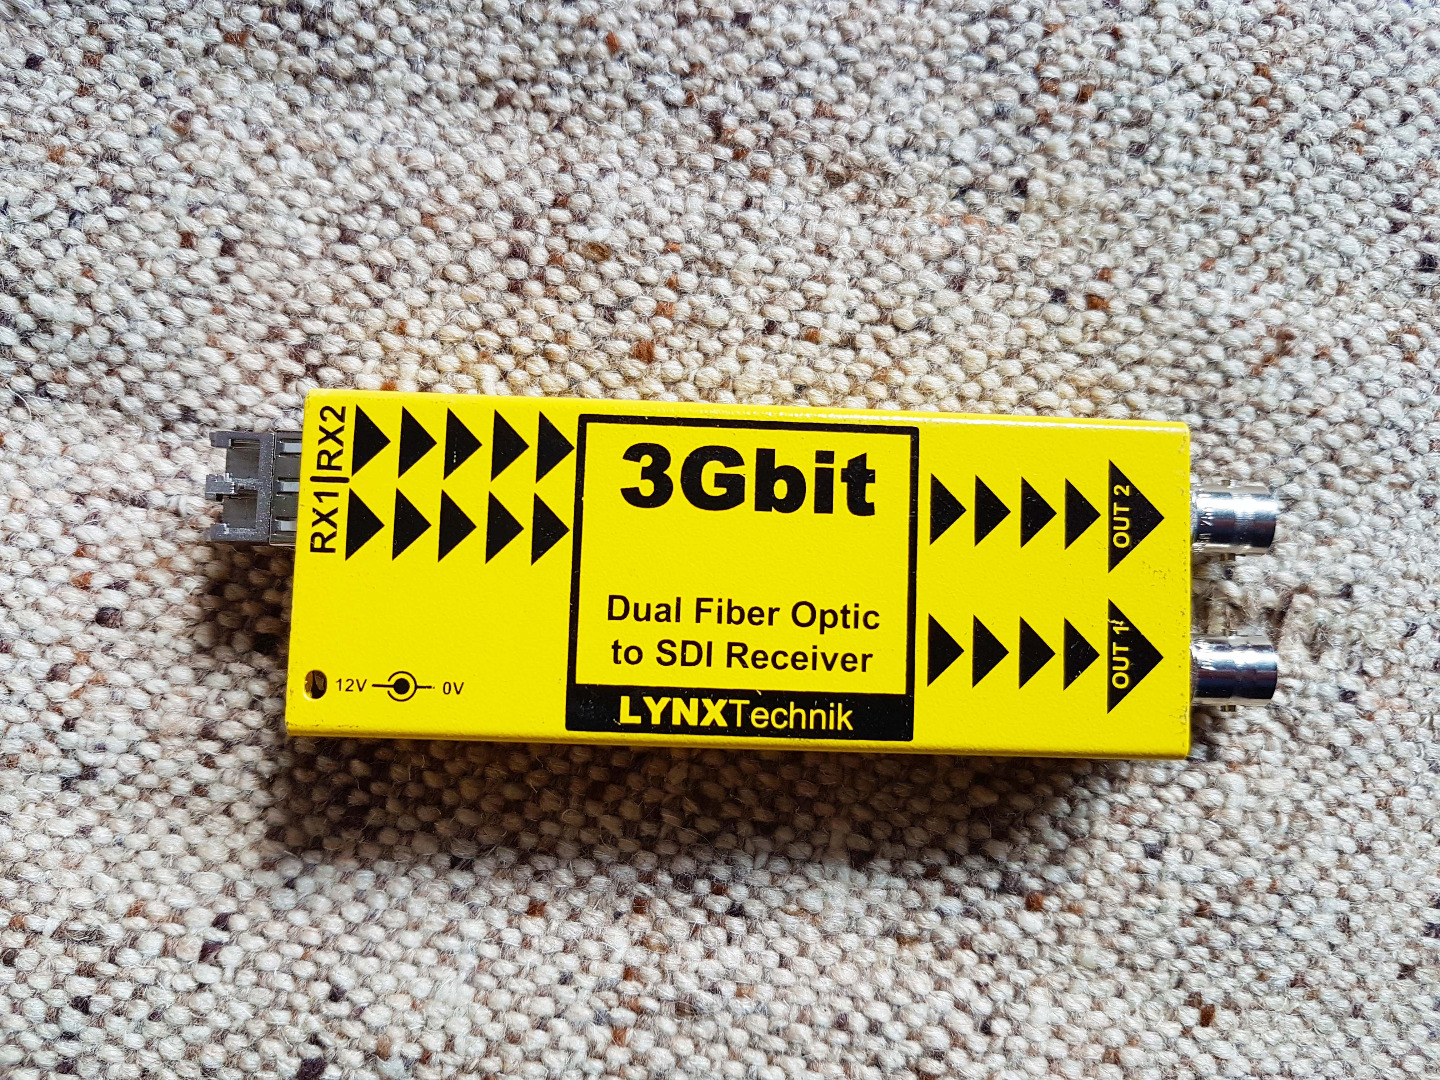 RX1|RX2
3Gbit
Dual Fiber Optic
to SDI Receiver
LYNXTechnik
12V
0V
OUT 2
OUT 1